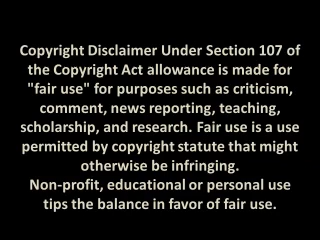 Copyright Disclaimer Under Section 107 of
the Copyright Act allowance is made for
"fair use" for purposes such as criticism,
comment, news reporting, teaching,
scholarship, and research. Fair use is a use
permitted by copyright statute that might
otherwise be infringing.
Non-profit, educational or personal use
tips the balance in favor of fair use.